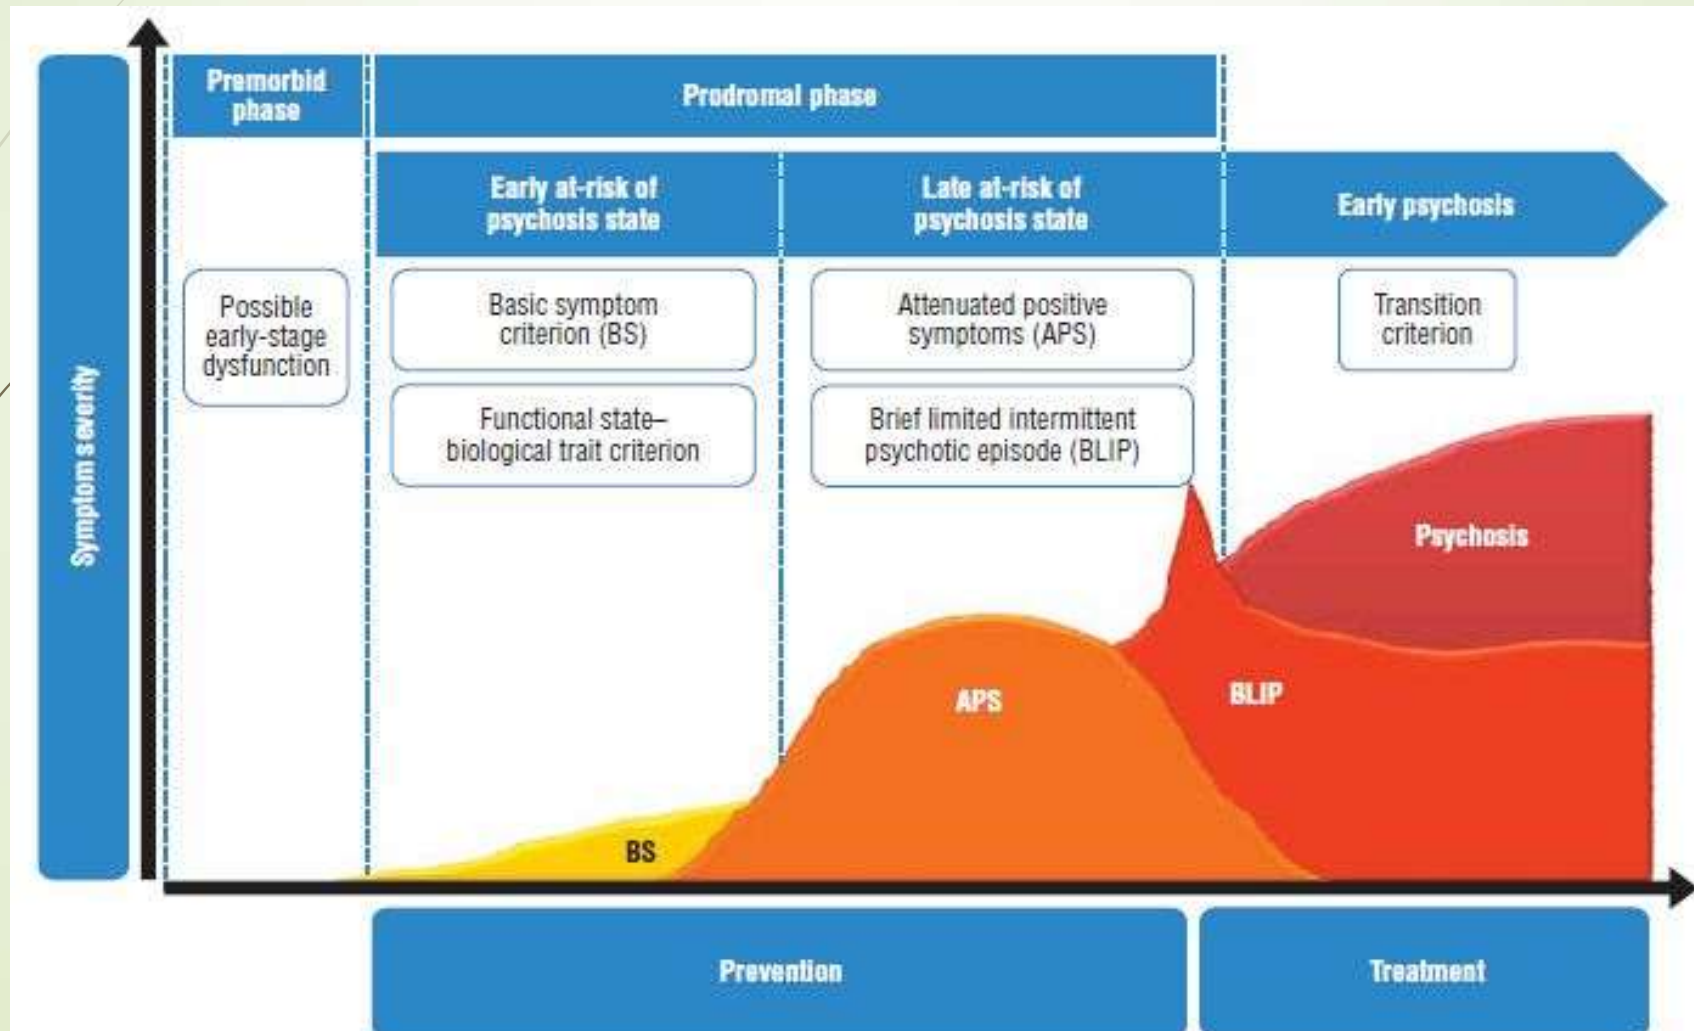 Symptom severity
Premorbid
phase
Prodromal phase
Early at-risk of
psychosis state
Late at-risk of
psychosis state
Early psychosis
Possible
early-stage
dysfunction
Basic symptom
criterion (BS)
Functional state–
biological trait criterion
Attenuated positive
symptoms (APS)
Brief limited intermittent
psychotic episode (BLIP)
Transition
criterion
Psychosis
BLIP
APS
BS
Prevention
Treatment